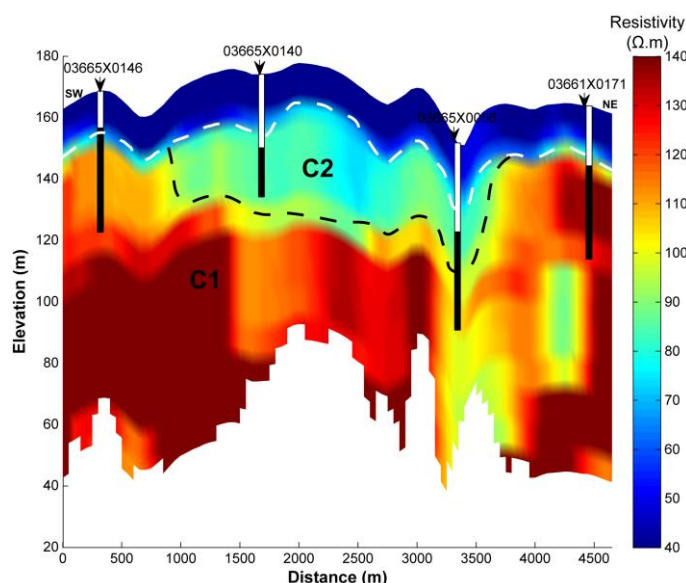 Resistivity
(Ω.m)
180
160
140
120
100
80
60
40
20
Elevation (m)
03665X0146
03665X0140
03661X0171
SW
NE
C2
C1
0
500
1000
1500
2000
2500
3000
3500
4000
4500
Distance (m)
140
130
120
110
100
90
80
70
60
50
40